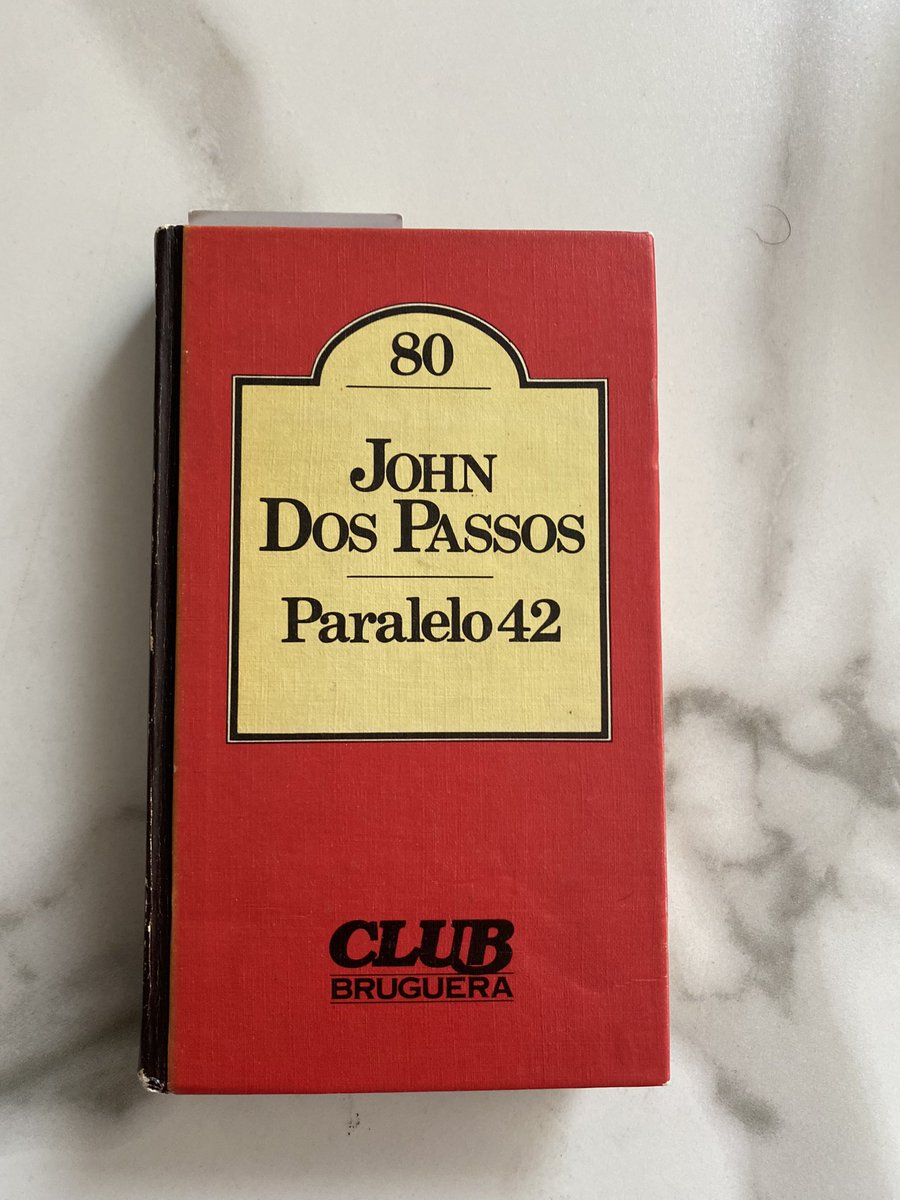 80
JOHN
DOS PASSOS
Paralelo 42
CLUB
BRUGUERA